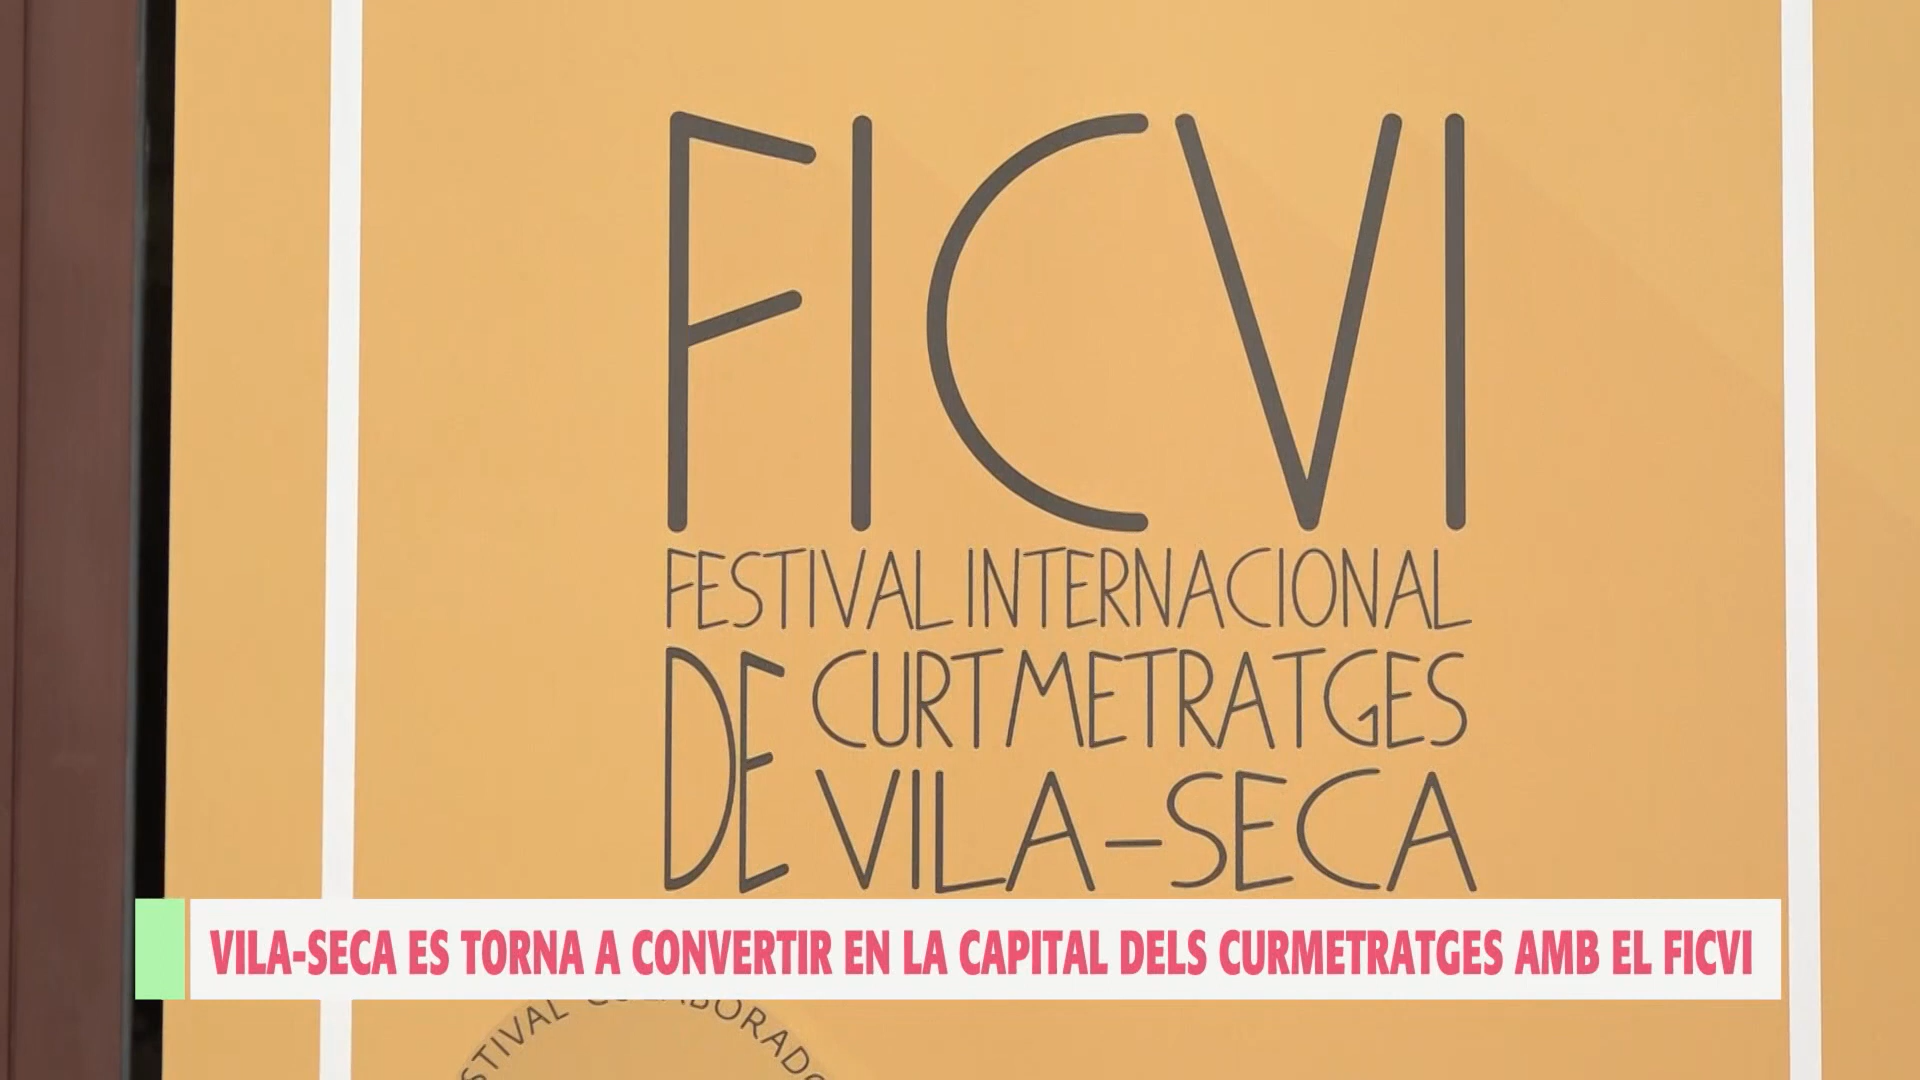 FICVI
FESTIVAL INTERNACIONAL
DE CURTMETRATGES
VILA-SECA
VILA-SECA ES TORNA A CONVERTIR EN LA CAPITAL DELS CURMETRATGES AMB EL FICVI